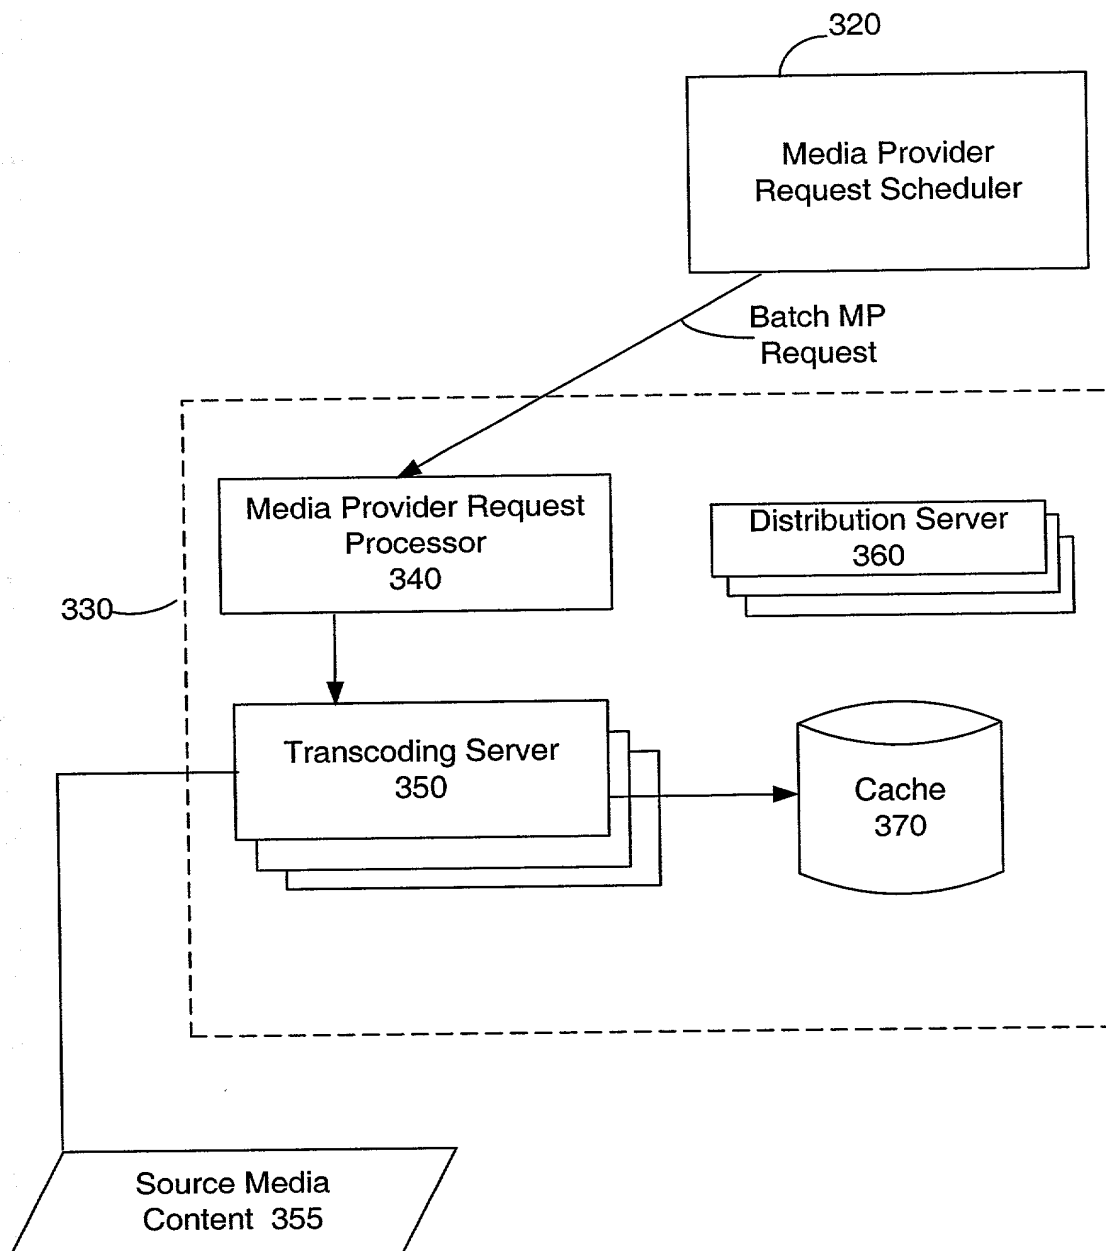 320
Media Provider
Request Scheduler
Batch MP
Request
Media Provider Request
Processor
340
Distribution Server
360
330
Transcoding Server
350
Cache
370
Source Media
Content 355